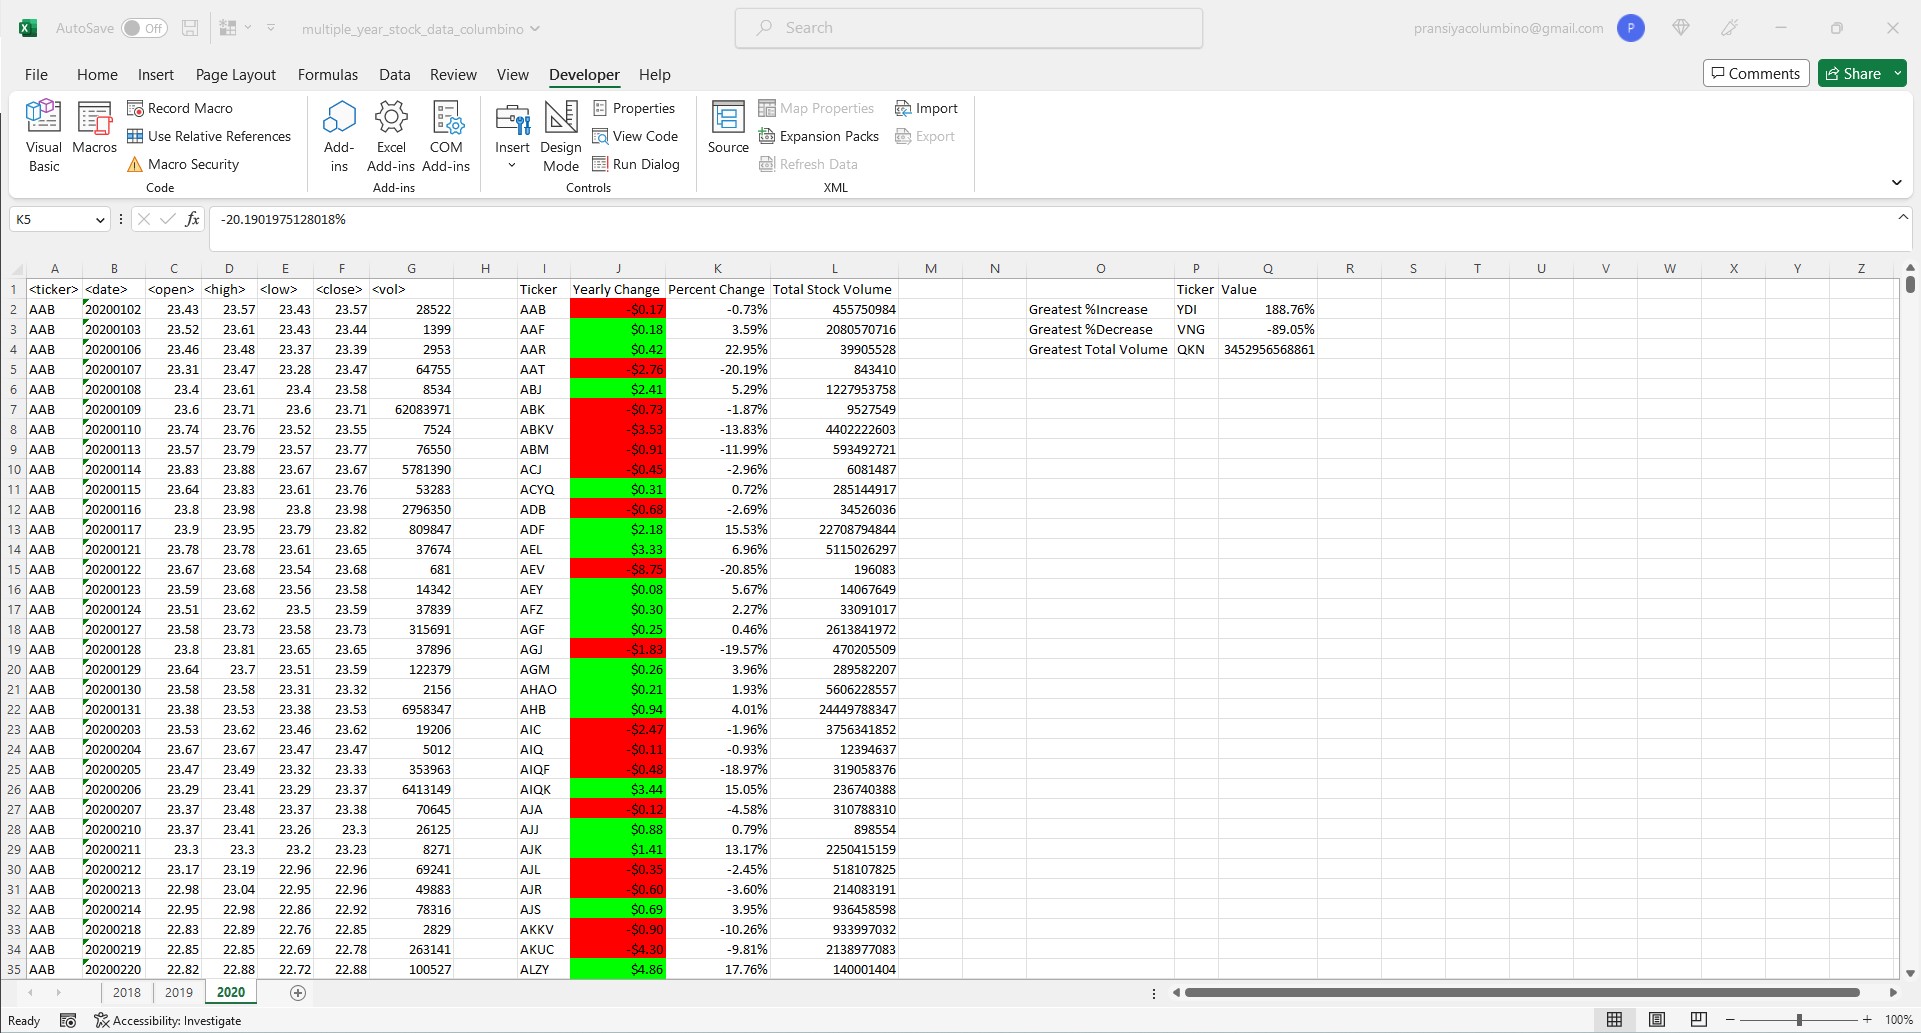 AutoSave Off multiple_year_stock_data_columbino Search pransiyacolumbino@gmail.com P
File Home Insert Page Layout Formulas Data Review View Developer Help Comments Share
Visual Basic
Macros
Record Macro
Use Relative References
Macro Security
Code
Add-ins
Excel Add-ins
COM Add-ins
Add-ins
Insert
Design Mode
Properties
View Code
Run Dialog
Controls
Source
Map Properties
Expansion Packs
Refresh Data
Import
Export
XML
K5 fx -20.1901975128018%
A B C D E F G H I J K L M N O P Q R S T U V W X Y Z
1 <ticker> <date> <open> <high> <low> <close> <vol> Ticker Yearly Change Percent Change Total Stock Volume Ticker Value
2 AAB 20200102 23.43 23.57 23.43 23.57 28522 AAB -$0.17 -0.73% 455750984 Greatest %Increase YDI 188.76%
3 AAB 20200103 23.52 23.61 23.43 23.44 1399 AAF $0.18 3.59% 2080570716 Greatest %Decrease VNG -89.05%
4 AAB 20200106 23.46 23.48 23.37 23.39 2953 AAR $0.42 22.95% 39905528 Greatest Total Volume QKN 3452956568861
5 AAB 20200107 23.31 23.47 23.28 23.47 64755 AAT -$2.76 -20.19% 843410
6 AAB 20200108 23.4 23.61 23.4 23.58 8534 ABJ $2.41 5.29% 1227953758
7 AAB 20200109 23.6 23.71 23.6 23.71 62083971 ABK -$0.73 -1.87% 9527549
8 AAB 20200110 23.74 23.76 23.52 23.55 7524 ABKV -$3.53 -13.83% 4402222603
9 AAB 20200113 23.57 23.79 23.57 23.77 76550 ABM -$0.91 -11.99% 593492721
10 AAB 20200114 23.83 23.88 23.67 23.67 5781390 ACJ -$0.45 -2.96% 6081487
11 AAB 20200115 23.64 23.83 23.61 23.76 53283 ACYQ $0.31 0.72% 285144917
12 AAB 20200116 23.8 23.98 23.8 23.98 2796350 ADB -$0.68 -2.69% 34526036
13 AAB 20200117 23.9 23.95 23.79 23.82 809847 ADF $2.18 15.53% 22708794844
14 AAB 20200121 23.78 23.78 23.61 23.65 37674 AEL $3.33 6.96% 5115026297
15 AAB 20200122 23.67 23.68 23.54 23.68 681 AEV -$8.75 -20.85% 196083
16 AAB 20200123 23.59 23.68 23.56 23.58 14342 AEY $0.08 5.67% 14067649
17 AAB 20200124 23.51 23.62 23.5 23.59 37839 AFZ $0.30 2.27% 33091017
18 AAB 20200127 23.58 23.73 23.58 23.73 315691 AGF $0.25 0.46% 2613841972
19 AAB 20200128 23.8 23.81 23.65 23.65 37896 AGJ -$1.83 -19.57% 470205509
20 AAB 20200129 23.64 23.7 23.51 23.59 122379 AGM $0.26 3.96% 289582207
21 AAB 20200130 23.58 23.58 23.31 23.32 2156 AHAO $0.21 1.93% 5606228557
22 AAB 20200131 23.38 23.53 23.38 23.53 6958347 AHB $0.94 4.01% 24449788347
23 AAB 20200203 23.53 23.62 23.46 23.62 19206 AIC -$2.47 -1.96% 3756341852
24 AAB 20200204 23.67 23.67 23.47 23.47 5012 AIQ -$0.11 -0.93% 12394637
25 AAB 20200205 23.47 23.49 23.32 23.33 353963 AIQF -$0.48 -18.97% 319058376
26 AAB 20200206 23.29 23.41 23.29 23.37 6413149 AIQK $3.44 15.05% 236740388
27 AAB 20200207 23.37 23.48 23.37 23.38 70645 AJA -$0.12 -4.58% 310788310
28 AAB 20200210 23.37 23.41 23.26 23.3 26125 AJJ $0.88 0.79% 898554
29 AAB 20200211 23.3 23.3 23.2 23.23 8271 AJK $1.41 13.17% 2250415159
30 AAB 20200212 23.17 23.19 22.96 22.96 69241 AJL -$0.35 -2.45% 518107825
31 AAB 20200213 22.98 23.04 22.95 22.96 49883 AJR -$0.60 -3.60% 214083191
32 AAB 20200214 22.95 22.98 22.86 22.92 78316 AJS $0.69 3.95% 936458598
33 AAB 20200218 22.83 22.89 22.76 22.85 2829 AKKV -$0.90 -10.26% 933997032
34 AAB 20200219 22.85 22.85 22.69 22.78 263141 AKUC -$4.30 -9.81% 2138977083
35 AAB 20200220 22.82 22.88 22.72 22.88 100527 ALZY $4.86 17.76% 140001404
2018 2019 2020
Ready Accessibility: Investigate 100%